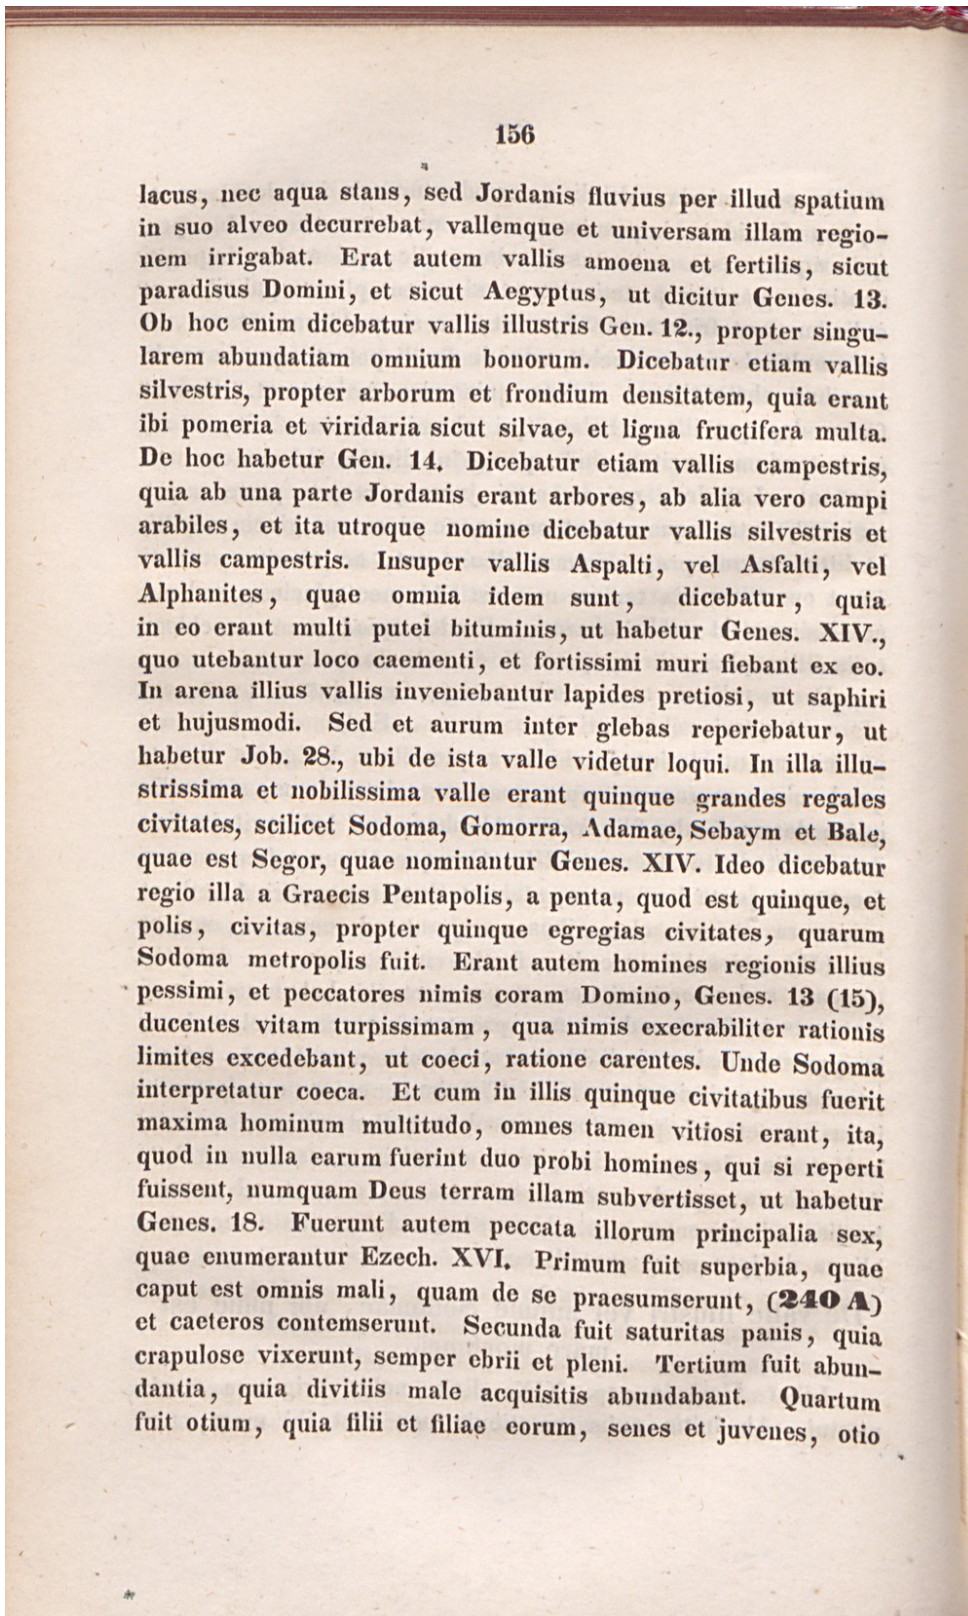 156
lacus, nec aqua stans, sed Jordanis fluvius per illud spatium
in suo alveo decurrebat, vallemque et universam illam regio-
nem irrigabat. Erat autem vallis amoena et fertilis, sicut
paradisus Domini, et sicut Aegyptus, ut dicitur Genes. 13.
Ob hoc enim dicebatur vallis illustris Gen. 12., propter singu-
larem abundatiam omnium bonorum. Dicebatur etiam vallis
silvestris, propter arborum et frondium densitatem, quia erant
ibi pomeria et viridaria sicut silvae, et ligna fructifera multa.
De hoc habetur Gen. 14. Dicebatur etiam vallis campestris,
quia ab una parte Jordanis erant arbores, ab alia vero campi
arabiles, et ita utroque nomine dicebatur vallis silvestris et
vallis campestris. Insuper vallis Aspalti, vel Asfalti, vel
Alphanites, quae omnia idem sunt, dicebatur, quia
in eo erant multi putei bituminis, ut habetur Genes. XIV.,
quo utebantur loco caementi, et fortissimi muri fiebant ex eo.
In arena illius vallis inveniebantur lapides pretiosi, ut saphiri
et hujusmodi. Sed et aurum inter glebas reperiebatur, ut
habetur Job. 28., ubi de ista valle videtur loqui. In illa illu-
strissima et nobilissima valle erant quinque grandes regales
civitates, scilicet Sodoma, Gomorra, Adamae, Sebaym et Bale,
quae est Segor, quae nominantur Genes. XIV. Ideo dicebatur
regio illa a Graecis Pentapolis, a penta, quod est quinque, et
polis, civitas, propter quinque egregias civitates, quarum
Sodoma metropolis fuit. Erant autem homines regionis illius
pessimi, et peccatores nimis coram Domino, Genes. 13 (15),
ducentes vitam turpissimam, qua nimis execrabiliter rationis
limites excedebant, ut coeci, ratione carentes. Unde Sodoma
interpretatur coeca. Et cum in illis quinque civitatibus fuerit
maxima hominum multitudo, omnes tamen vitiosi erant, ita,
quod in nulla earum fuerint duo probi homines, qui si reperti
fuissent, numquam Deus terram illam subvertisset, ut habetur
Genes. 18. Fuerunt autem peccata illorum principalia sex,
quae enumerantur Ezech. XVI. Primum fuit superbia, quae
caput est omnis mali, quam de se praesumserunt, (240 A)
et caeteros contemserunt. Secunda fuit saturitas panis, quia
crapulose vixerunt, semper ebrii et pleni. Tertium fuit abun-
dantia, quia divitiis male acquisitis abundabant. Quartum
fuit otium, quia filii et filiae eorum, senes et juvenes, otio